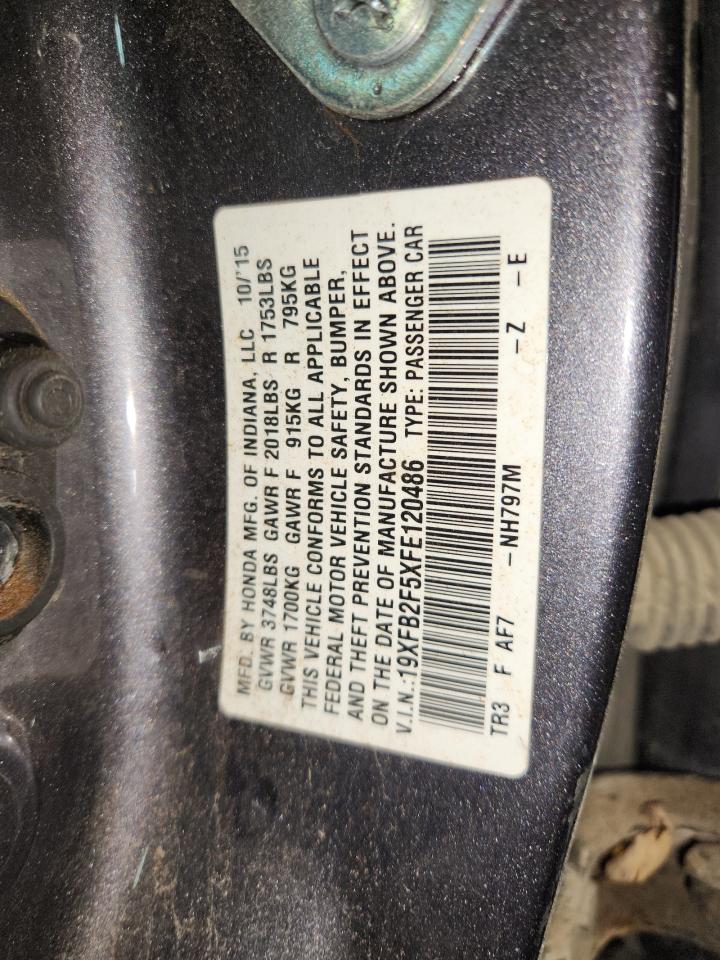 MFD. BY HONDA MFG. OF INDIANA, LLC 10/'15
GVWR 3748LBS GAWR F 2018LBS R 1753LBS
GVWR 1700KG GAWR F 915KG R 795KG
THIS VEHICLE CONFORMS TO ALL APPLICABLE
FEDERAL MOTOR VEHICLE SAFETY, BUMPER,
AND THEFT PREVENTION STANDARDS IN EFFECT
ON THE DATE OF MANUFACTURE SHOWN ABOVE.
V.I.N.:19XFB2F5XFE120486 TYPE: PASSENGER CAR
TR3 F AF7 -NH797M -Z -E